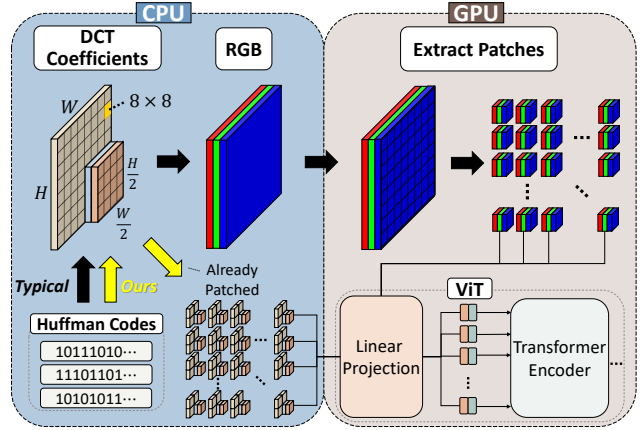 CPU
GPU
DCT
Coefficients
RGB
Extract Patches
W
8 × 8
H
H/2
W/2
Already
Patched
Typical
Ours
Huffman Codes
10111010···
11101101···
10101011···
ViT
Linear
Projection
Transformer
Encoder